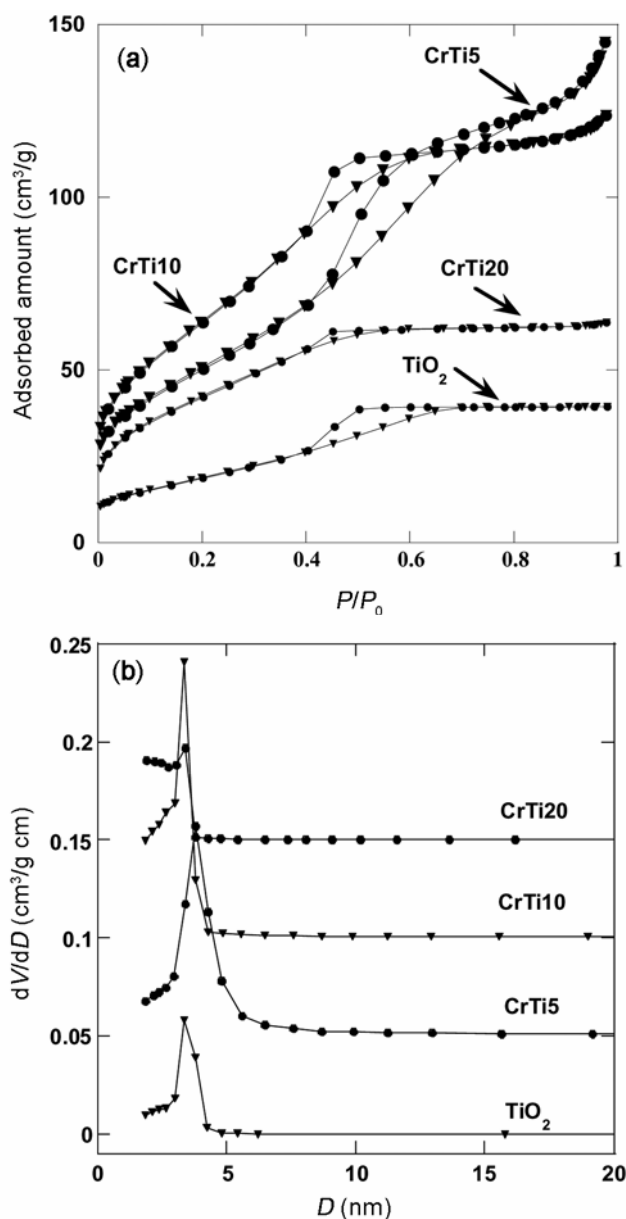 150
(a)
CrTi5
100
CrTi10
CrTi20
50
TiO₂
0
0 0.2 0.4 0.6 0.8 1
Adsorbed amount (cm³/g)
P/P₀
0.25
(b)
0.2
CrTi20
0.15
CrTi10
0.1
CrTi5
0.05
TiO₂
0
0 5 10 15 20
dV/dD (cm³/g cm)
D (nm)